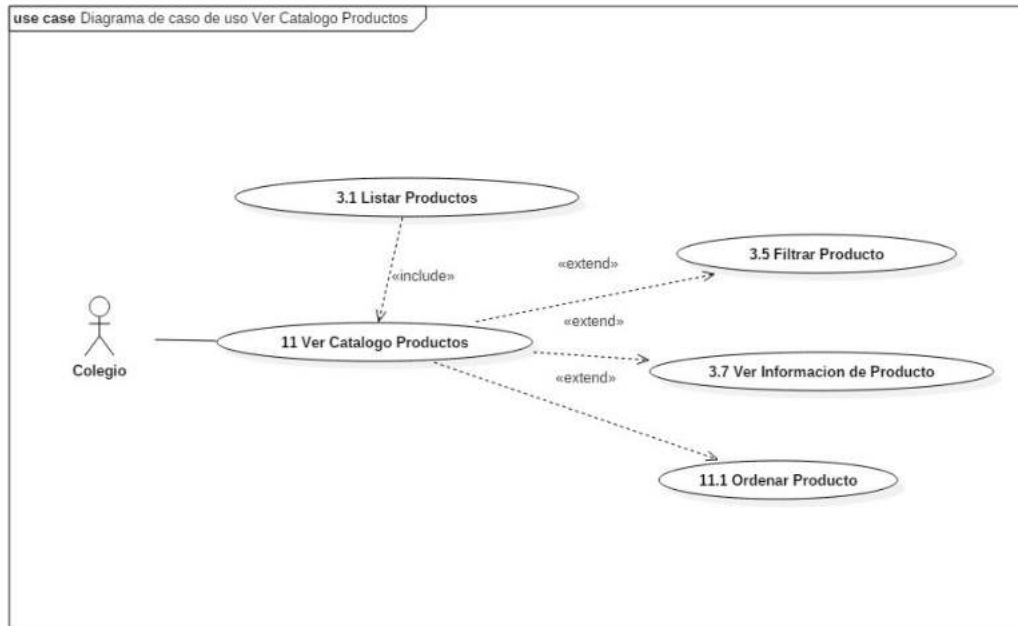 use case Diagrama de caso de uso Ver Catalogo Productos
3.1 Listar Productos
«include»
«extend»
3.5 Filtrar Producto
«extend»
11 Ver Catalogo Productos
Colegio
3.7 Ver Informacion de Producto
«extend»
11.1 Ordenar Producto